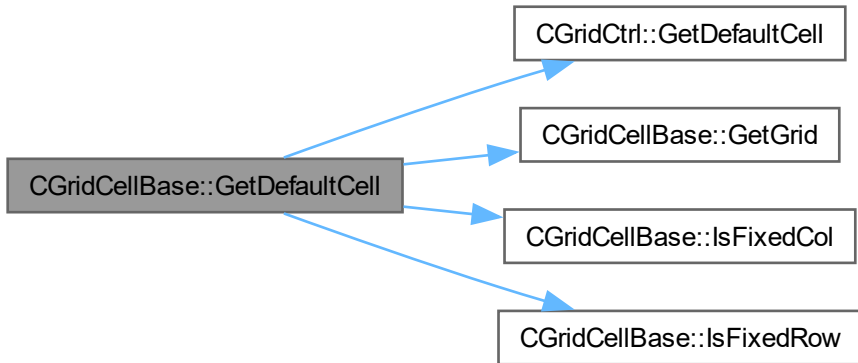 CGridCtrl::GetDefaultCell
CGridCellBase::GetGrid
CGridCellBase::GetDefaultCell
CGridCellBase::IsFixedCol
CGridCellBase::IsFixedRow